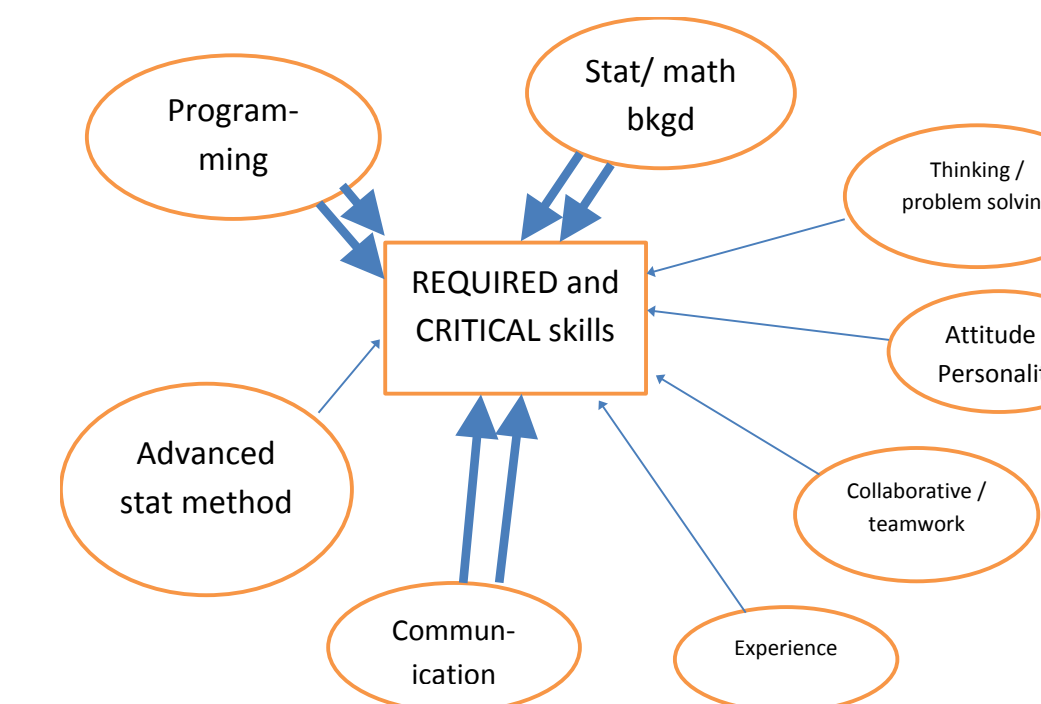 Program-
ming
Stat/ math
bkgd
Thinking /
problem solvin
REQUIRED and
CRITICAL skills
Attitude
Personalit
Advanced
stat method
Collaborative /
teamwork
Commun-
ication
Experience